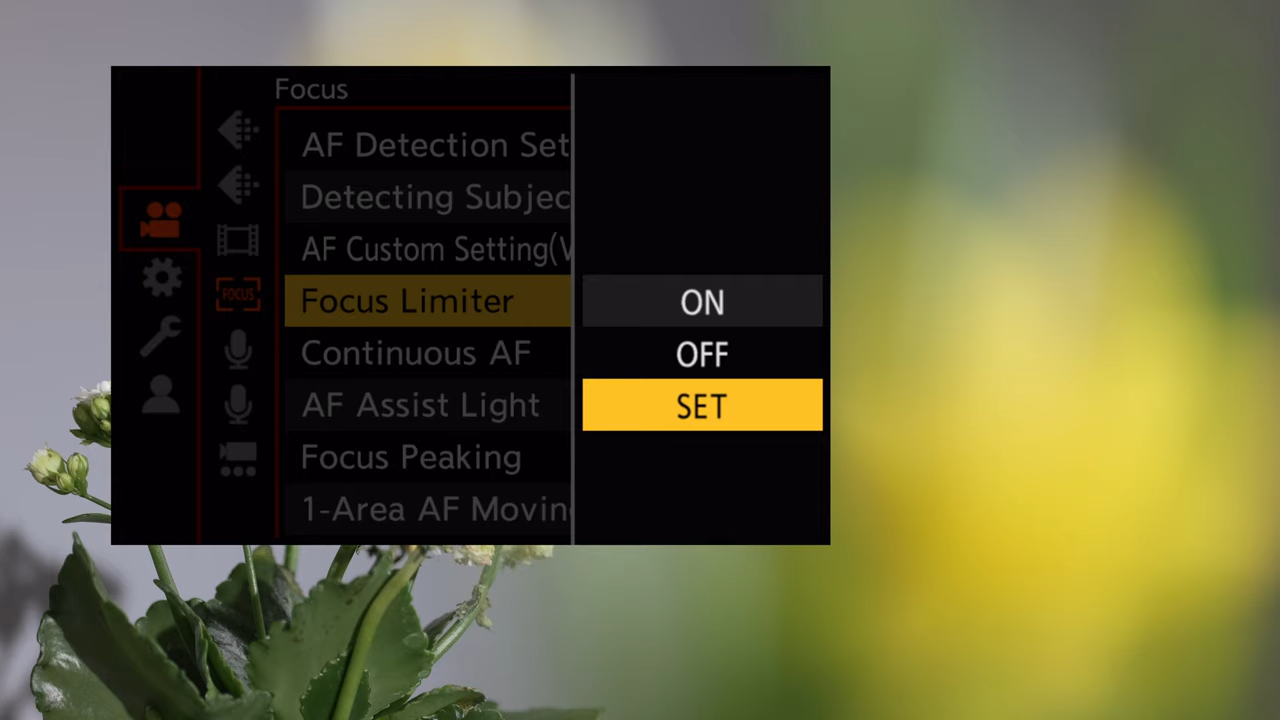 Focus
AF Detection Set
Detecting Subjec
AF Custom Setting(V
Focus Limiter
ON
Continuous AF
OFF
AF Assist Light
SET
Focus Peaking
1-Area AF Movin
FOCUS